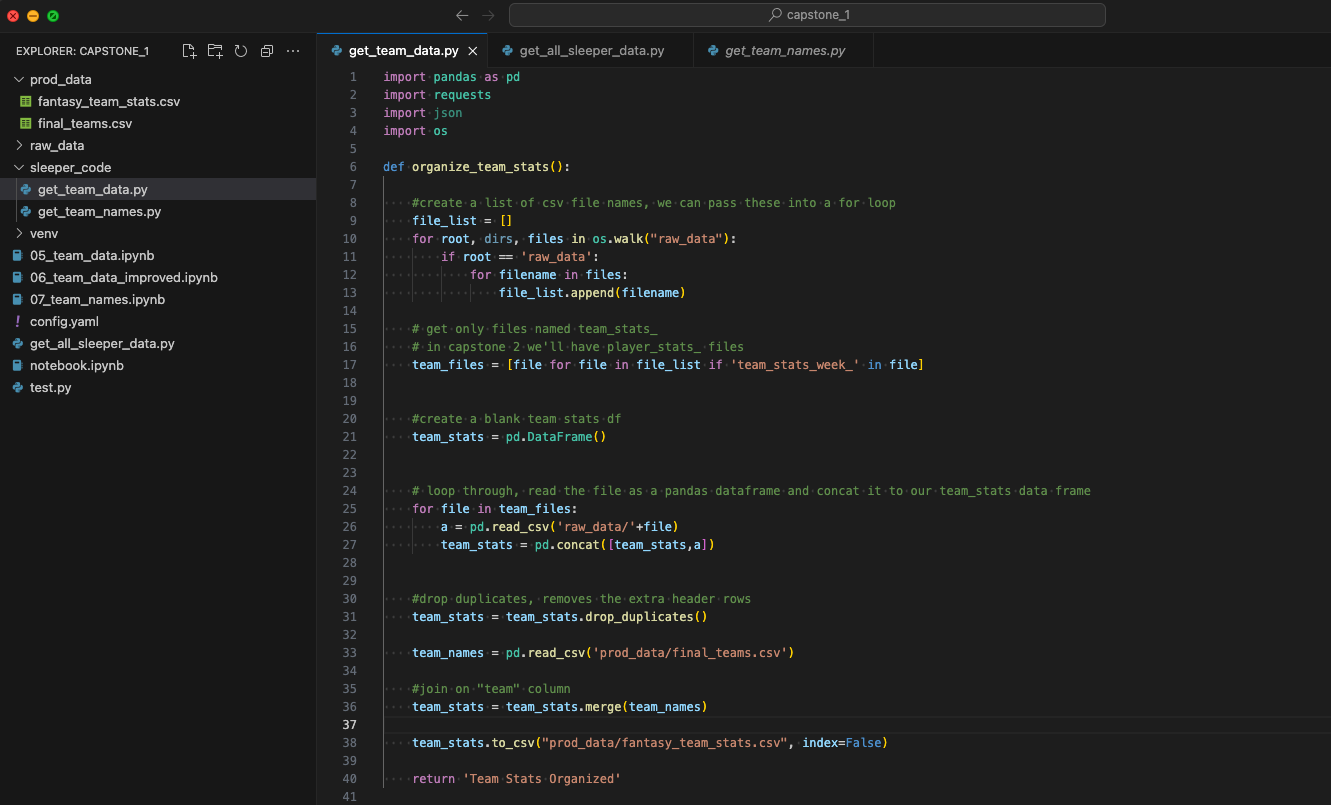 capstone_1
EXPLORER: CAPSTONE_1
prod_data
fantasy_team_stats.csv
final_teams.csv
raw_data
sleeper_code
get_team_data.py
get_team_names.py
venv
05_team_data.ipynb
06_team_data_improved.ipynb
07_team_names.ipynb
config.yaml
get_all_sleeper_data.py
notebook.ipynb
test.py
get_team_data.py get_all_sleeper_data.py get_team_names.py
1 import pandas as pd
2 import requests
3 import json
4 import os
5
6 def organize_team_stats():
7
8     #create a list of csv file names, we can pass these into a for loop
9     file_list = []
10     for root, dirs, files in os.walk("raw_data"):
11         if root == 'raw_data':
12             for filename in files:
13                 file_list.append(filename)
14
15     # get only files named team_stats_
16     # in capstone 2 we'll have player_stats_ files
17     team_files = [file for file in file_list if 'team_stats_week_' in file]
18
19
20     #create a blank team stats df
21     team_stats = pd.DataFrame()
22
23
24     # loop through, read the file as a pandas dataframe and concat it to our team_stats data frame
25     for file in team_files:
26         a = pd.read_csv('raw_data/'+file)
27         team_stats = pd.concat([team_stats,a])
28
29
30     #drop duplicates, removes the extra header rows
31     team_stats = team_stats.drop_duplicates()
32
33     team_names = pd.read_csv('prod_data/final_teams.csv')
34
35     #join on "team" column
36     team_stats = team_stats.merge(team_names)
37
38     team_stats.to_csv("prod_data/fantasy_team_stats.csv", index=False)
39
40     return 'Team Stats Organized'
41